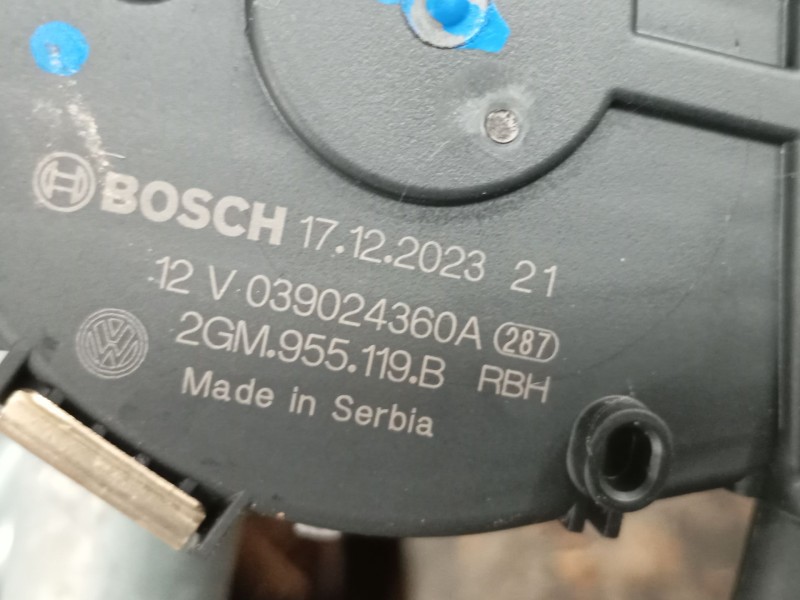 BOSCH 17.12.2023 21
12 V 039024360A 287
2GM.955.119.B RBH
Made in Serbia